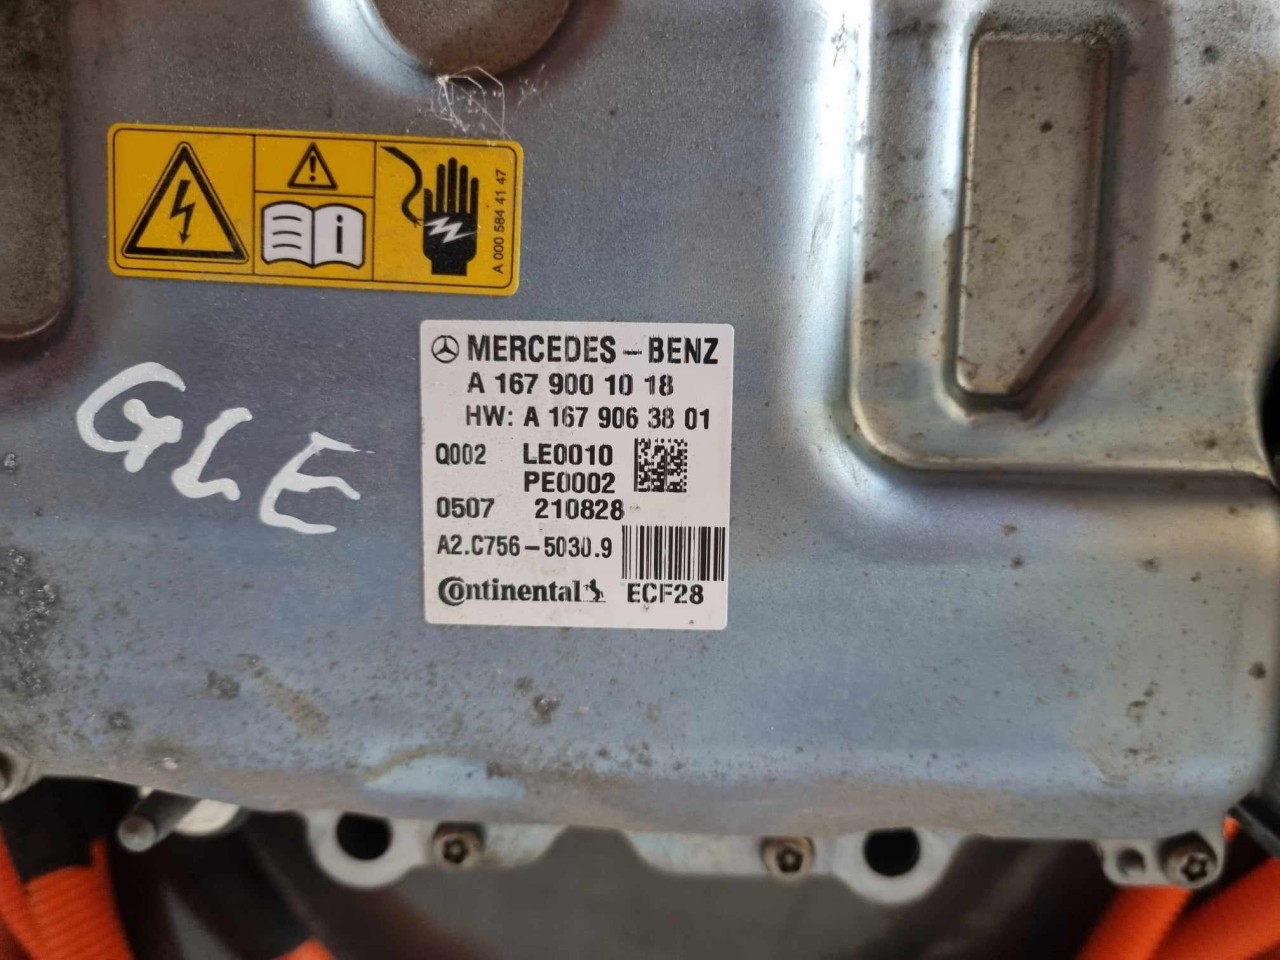 A 000 584 41 47
MERCEDES-BENZ
A 167 900 10 18
HW: A 167 906 38 01
Q002 LE0010
PE0002
0507 210828
A2.C756-5030.9
Continental ECF28
GLE